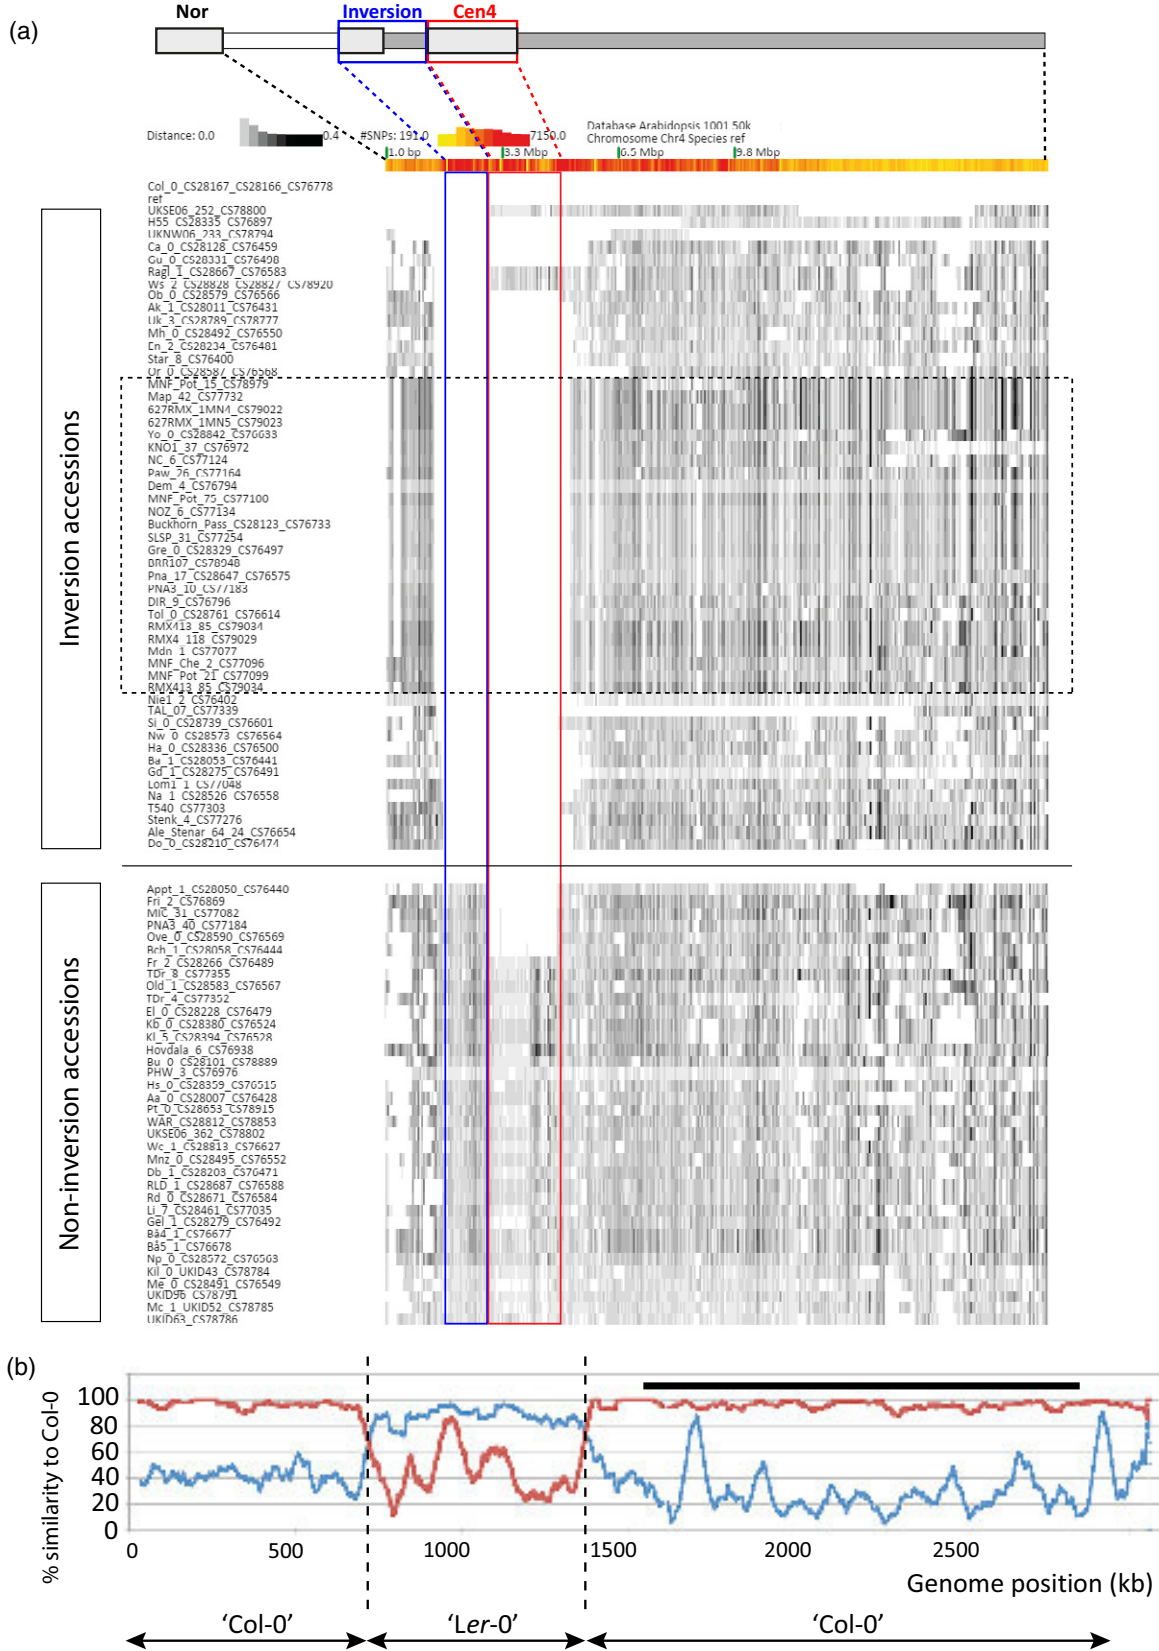 (a)
Nor
Inversion
Cen4
Distance: 0.0
0.4
#SNPs: 191.0
7150.0
Database Arabidopsis 1001 50k
Chromosome Chr4 Species ref
1.0 bp
3.3 Mbp
6.5 Mbp
9.8 Mbp
Inversion accessions
Col_0_CS28167_CS28166_CS76778
ref
UKSE06_252_CS78800
H55_CS28335_CS76897
UKNW06_233_CS78794
Ca_0_CS28128_CS76459
Gu_0_CS28331_CS76498
Ragl_1_CS28667_CS76583
Ws_2_CS28828_CS28827_CS78920
Ob_0_CS28579_CS76566
Ak_1_CS28011_CS76431
Uk_3_CS28789_CS78777
Mh_0_CS28492_CS76550
En_2_CS28234_CS76481
Star_8_CS76400
Or_0_CS28587_CS76568
MNF_Pot_15_CS78979
Map_42_CS77732
627RMX_1MN4_CS79022
627RMX_1MN5_CS79023
Yo_0_CS28842_CS76633
KNO1_37_CS76972
NC_6_CS77124
Paw_26_CS77164
Dem_4_CS76794
MNF_Pot_75_CS77100
NOZ_6_CS77134
Buckhorn_Pass_CS28123_CS76733
SLSP_31_CS77254
Gre_0_CS28329_CS76497
BRR107_CS78948
Pna_17_CS28647_CS76575
PNA3_10_CS77183
DIR_9_CS76796
Tol_0_CS28761_CS76614
RMX413_85_CS79034
RMX4_118_CS79029
Mdn_1_CS77077
MNF_Che_2_CS77096
MNF_Pot_21_CS77099
RMX413_85_CS79034
Nie1_2_CS76402
TAL_07_CS77339
Si_0_CS28739_CS76601
Nw_0_CS28573_CS76564
Ha_0_CS28336_CS76500
Ba_1_CS28053_CS76441
Gd_1_CS28275_CS76491
Lom1_1_CS77048
Na_1_CS28526_CS76558
T540_CS77303
Stenk_4_CS77276
Ale_Stenar_64_24_CS76654
Do_0_CS28210_CS76474
Non-inversion accessions
Appt_1_CS28050_CS76440
Fri_2_CS76869
MIC_31_CS77082
PNA3_40_CS77184
Ove_0_CS28590_CS76569
Bch_1_CS28058_CS76444
Fr_2_CS28266_CS76489
TDr_8_CS77355
Old_1_CS28583_CS76567
TDr_4_CS77352
El_0_CS28228_CS76479
Kb_0_CS28380_CS76524
Kl_5_CS28394_CS76528
Hovdala_6_CS76938
Bu_0_CS28101_CS78889
PHW_3_CS76976
Hs_0_CS28359_CS76515
Aa_0_CS28007_CS76428
Pt_0_CS28653_CS78915
WAR_CS28812_CS78853
UKSE06_362_CS78802
Wc_1_CS28813_CS76627
Mnz_0_CS28495_CS76552
Db_1_CS28203_CS76471
RLD_1_CS28687_CS76588
Rd_0_CS28671_CS76584
Li_7_CS28461_CS77035
Gel_1_CS28279_CS76492
Bå4_1_CS76677
Bå5_1_CS76678
Np_0_CS28572_CS76563
Kil_0_UKID43_CS78784
Me_0_CS28491_CS76549
UKID96_CS78791
Mc_1_UKID52_CS78785
UKID63_CS78786
(b)
% similarity to Col-0
100
80
60
40
20
0
0
500
1000
1500
2000
2500
Genome position (kb)
'Col-0'
'Ler-0'
'Col-0'